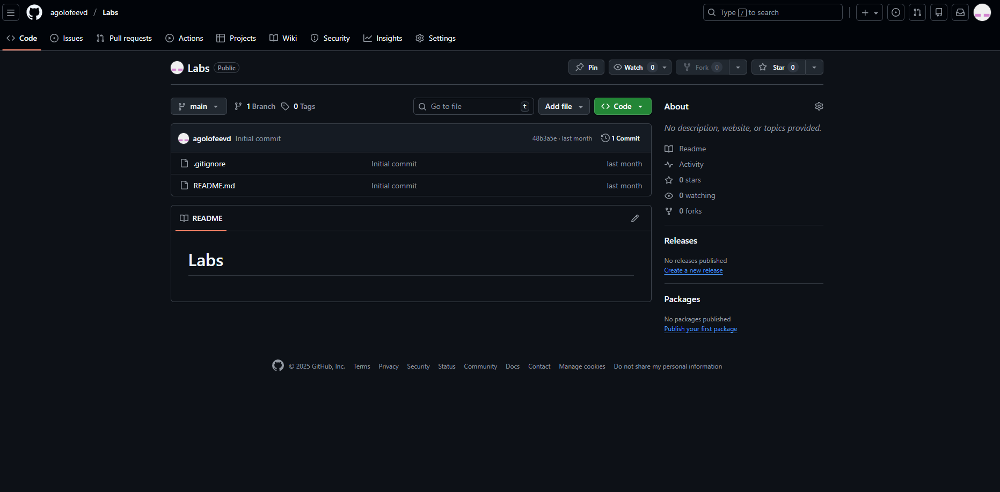 agolofeevd / Labs
Type / to search
Code Issues Pull requests Actions Projects Wiki Security Insights Settings
Labs Public
Pin Watch 0 Fork 0 Star 0
main 1 Branch 0 Tags Go to file t Add file Code
agolofeevd Initial commit 48b3a5e · last month 1 Commit
.gitignore Initial commit last month
README.md Initial commit last month
README
Labs
About
No description, website, or topics provided.
Readme
Activity
0 stars
0 watching
0 forks
Releases
No releases published
Create a new release
Packages
No packages published
Publish your first package
© 2025 GitHub, Inc. Terms Privacy Security Status Community Docs Contact Manage cookies Do not share my personal information